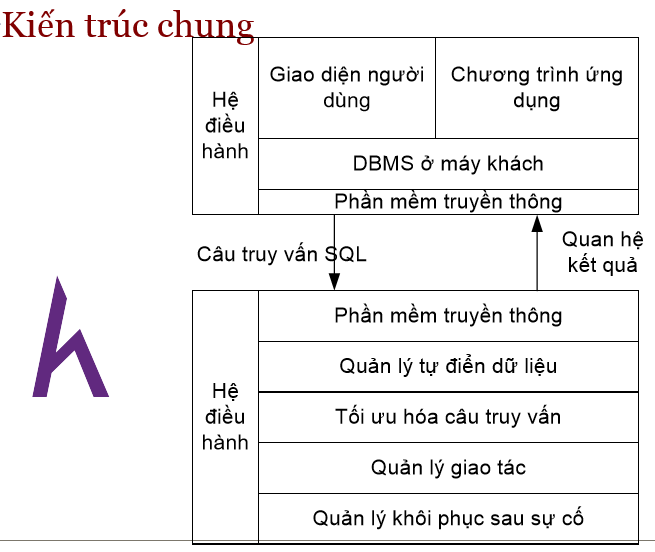 Kiến trúc chung
Giao diện người
dùng
Chương trình ứng
dụng
Hệ
điều
hành
DBMS ở máy khách
Phần mềm truyền thông
Câu truy vấn SQL
Quan hệ
kết quả
Phần mềm truyền thông
Quản lý tự điển dữ liệu
Hệ
điều
hành
Tối ưu hóa câu truy vấn
Quản lý giao tác
Quản lý khôi phục sau sự cố